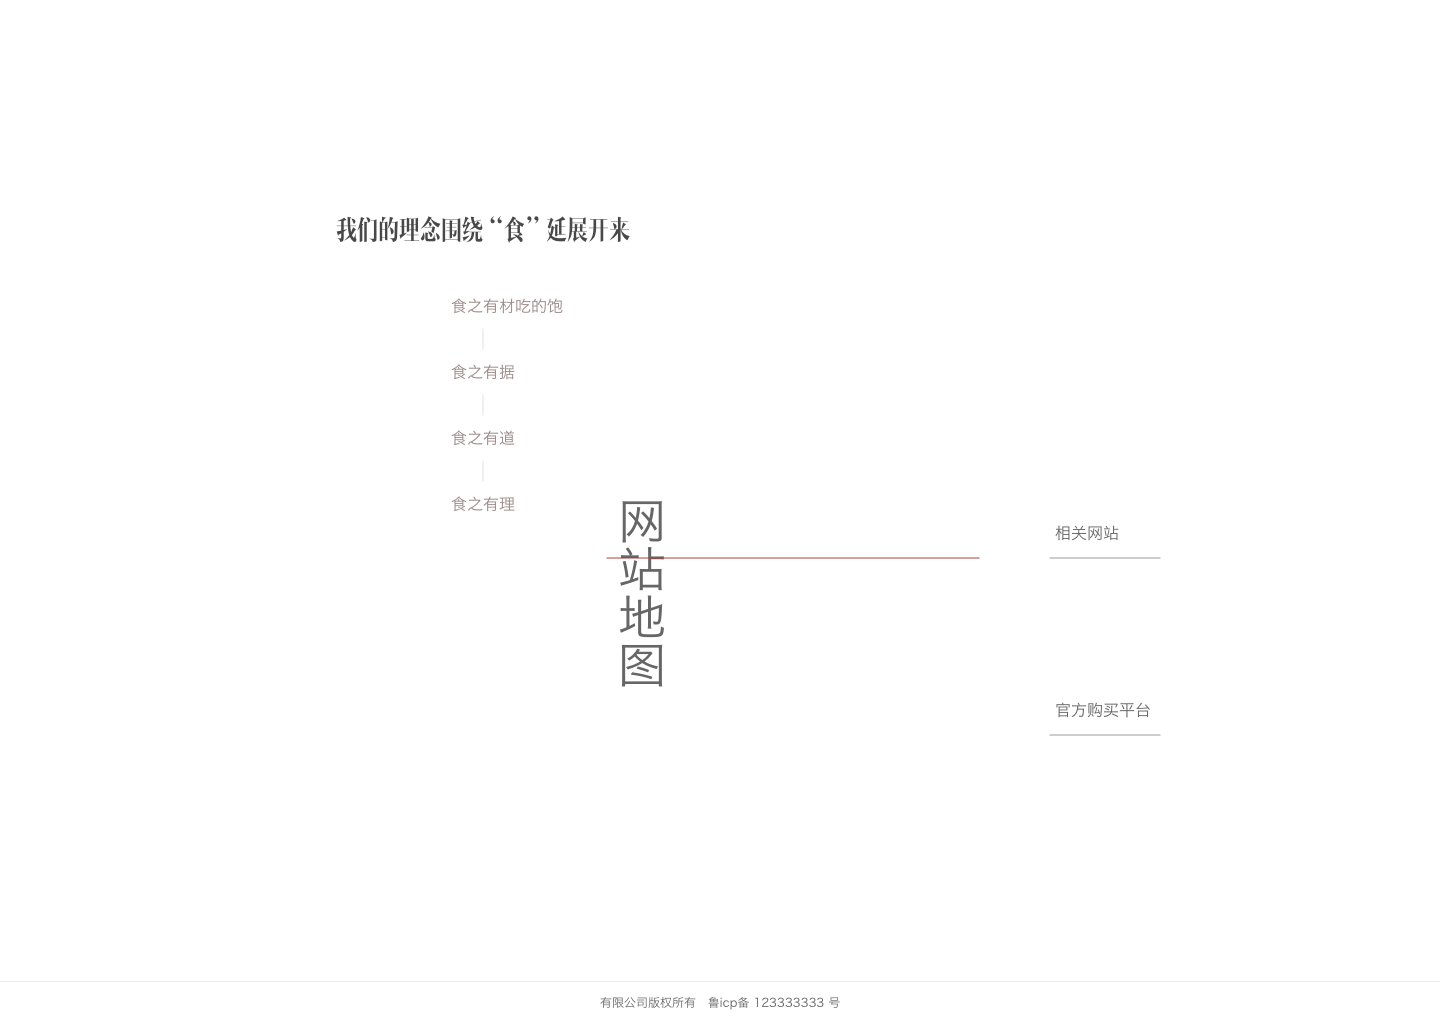 我们的理念围绕“食”延展开来
食之有材吃的饱
食之有据
食之有道
食之有理
网站地图
相关网站
官方购买平台
有限公司版权所有 鲁icp备 123333333 号